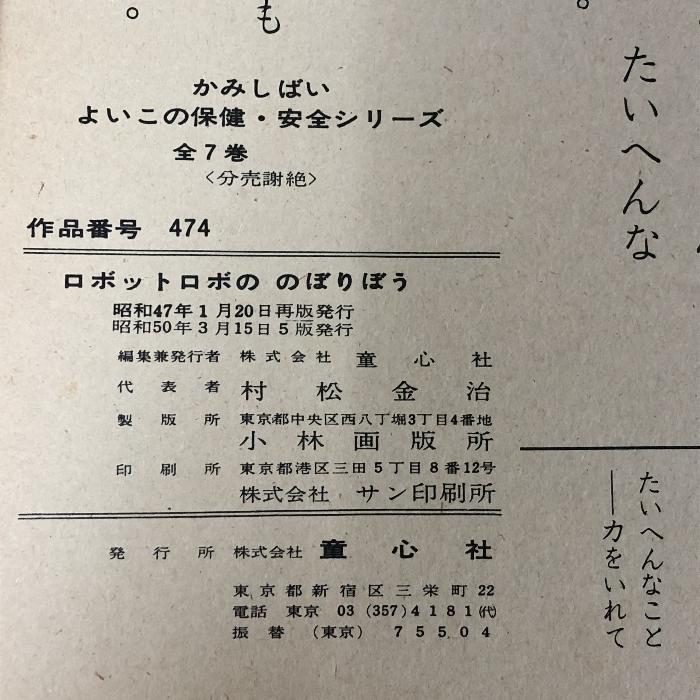 も。
。
たいへんな
かみしばい
よいこの保健・安全シリーズ
全7巻
〈分売謝絶〉
作品番号 474
ロボットロボの のぼりぼう
昭和47年1月20日再版発行
昭和50年3月15日5版発行
編集兼発行者 株式会社 童心社
代表者 村松金治
製版所 東京都中央区西八丁堀3丁目4番地
小林画版所
印刷所 東京都港区三田5丁目8番12号
株式会社 サン印刷所
発行所 株式会社 童心社
東京都新宿区三栄町22
電話 東京 03(357)4181(代)
振替 (東京) 75504
たいへんなこと
―力をいれて